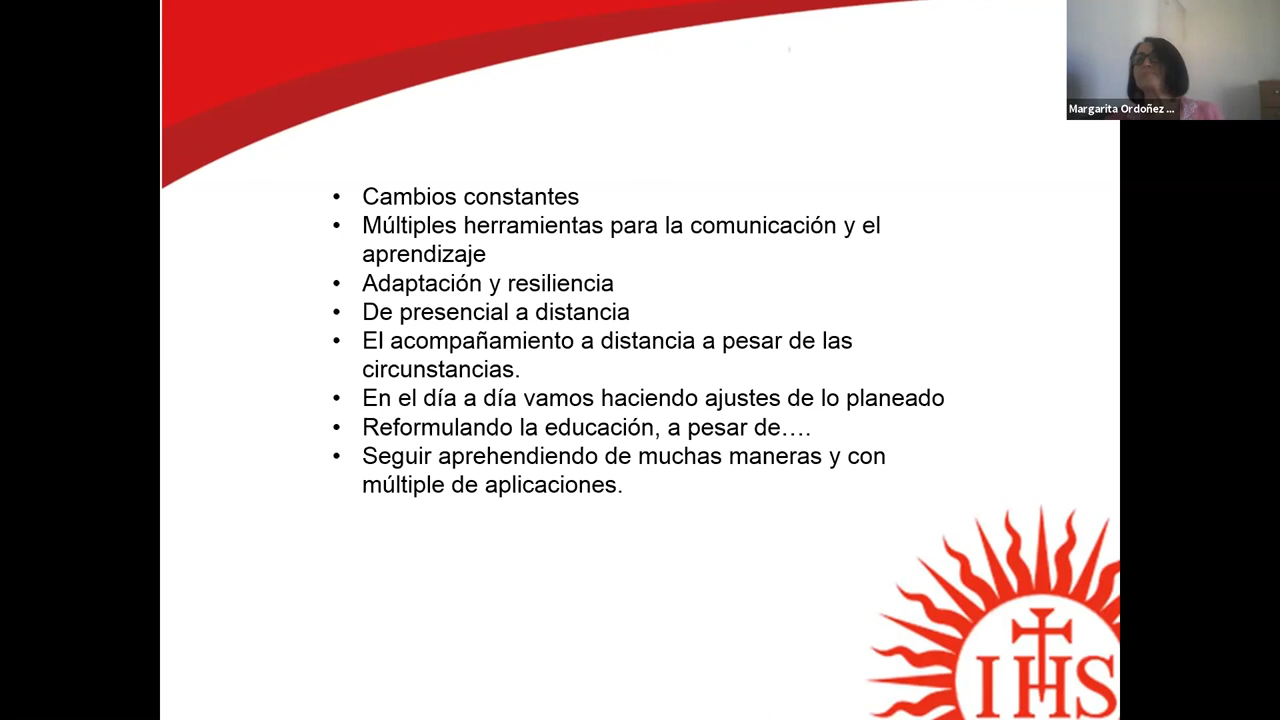 Margarita Ordoñez ...
• Cambios constantes
• Múltiples herramientas para la comunicación y el
aprendizaje
• Adaptación y resiliencia
• De presencial a distancia
• El acompañamiento a distancia a pesar de las
circunstancias.
• En el día a día vamos haciendo ajustes de lo planeado
• Reformulando la educación, a pesar de….
• Seguir aprehendiendo de muchas maneras y con
múltiple de aplicaciones.
IHS